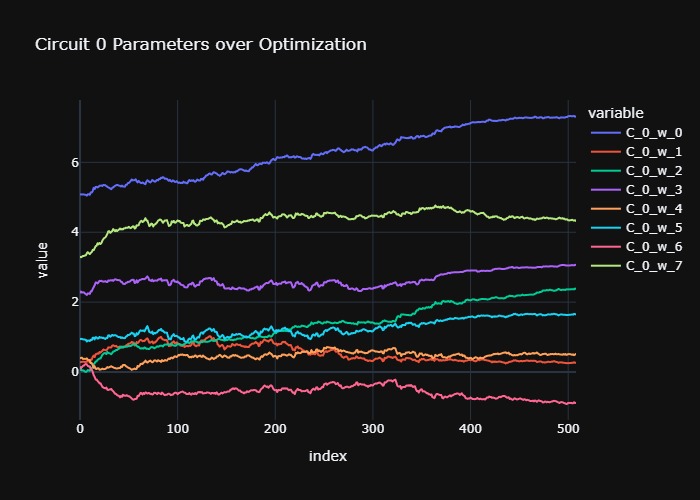 Circuit 0 Parameters over Optimization
variable
C_0_w_0
C_0_w_1
C_0_w_2
C_0_w_3
C_0_w_4
C_0_w_5
C_0_w_6
C_0_w_7
value
6
4
2
0
0 100 200 300 400 500
index